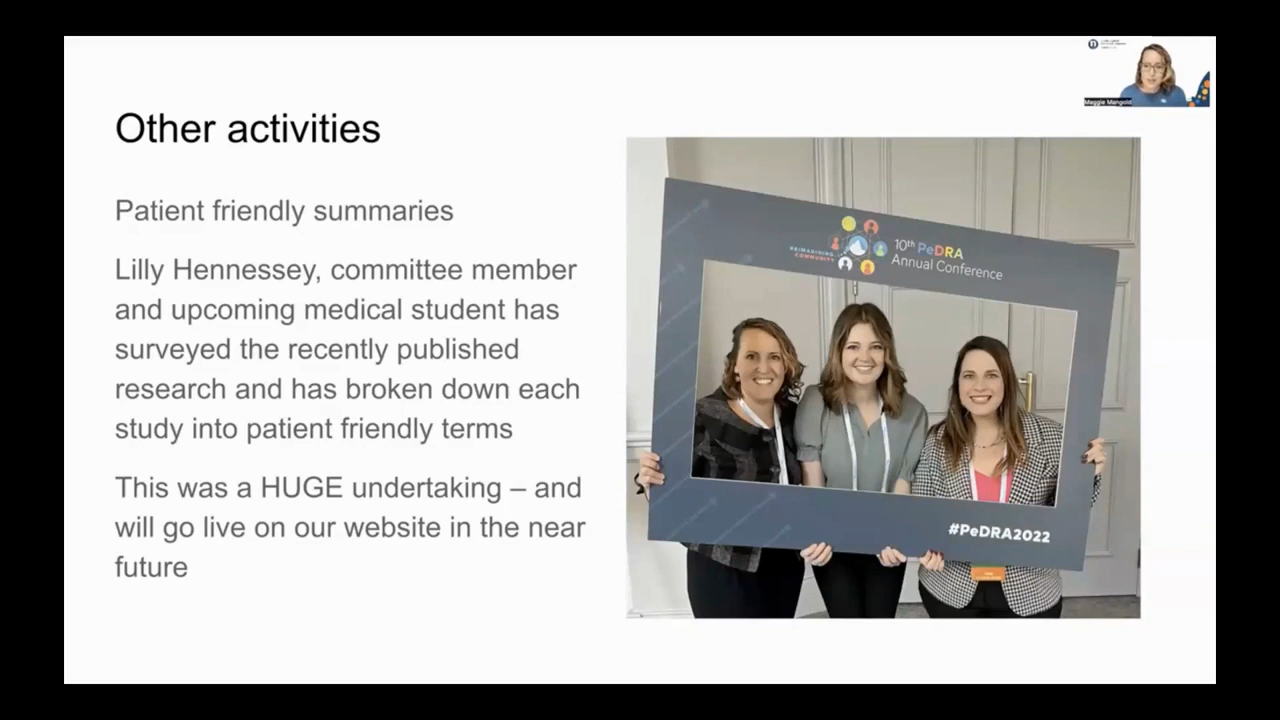 Maggie Mangold
Other activities
Patient friendly summaries
Lilly Hennessey, committee member
and upcoming medical student has
surveyed the recently published
research and has broken down each
study into patient friendly terms
This was a HUGE undertaking – and
will go live on our website in the near
future
REIMAGINING
COMMUNITY
10th PeDRA
Annual Conference
#PeDRA2022